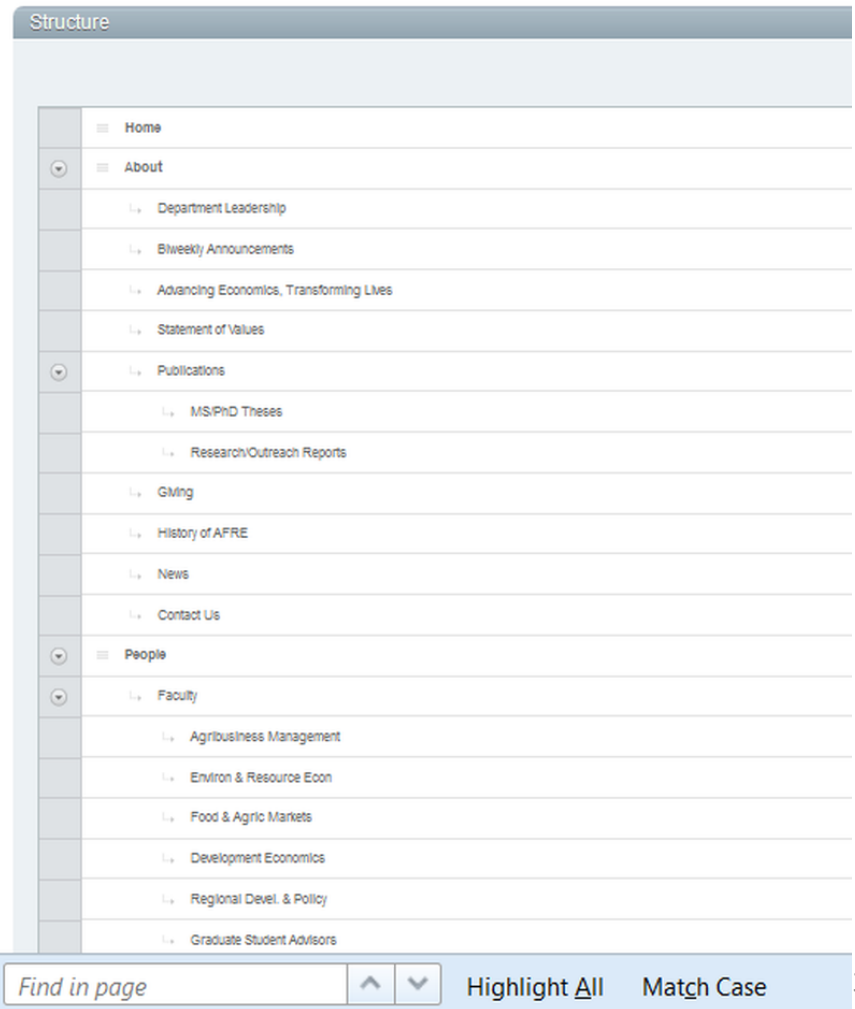 Structure
Home
About
Department Leadership
Biweekly Announcements
Advancing Economics, Transforming Lives
Statement of Values
Publications
MS/PhD Theses
Research/Outreach Reports
Giving
History of AFRE
News
Contact Us
People
Faculty
Agribusiness Management
Environ & Resource Econ
Food & Agric Markets
Development Economics
Regional Devel. & Policy
Graduate Student Advisors
Find in page Highlight All Match Case